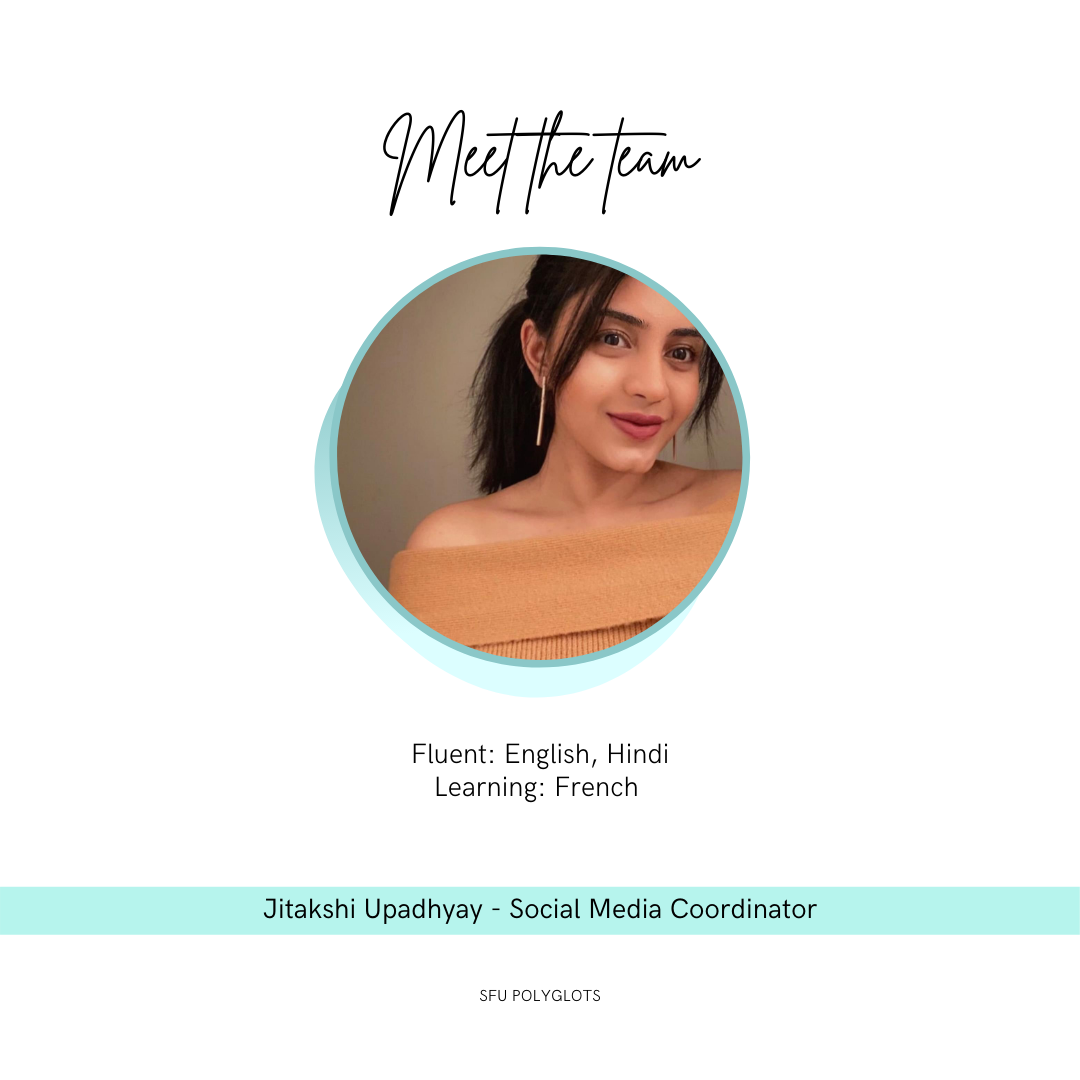 Meet the team
Fluent: English, Hindi
Learning: French
Jitakshi Upadhyay - Social Media Coordinator
SFU POLYGLOTS